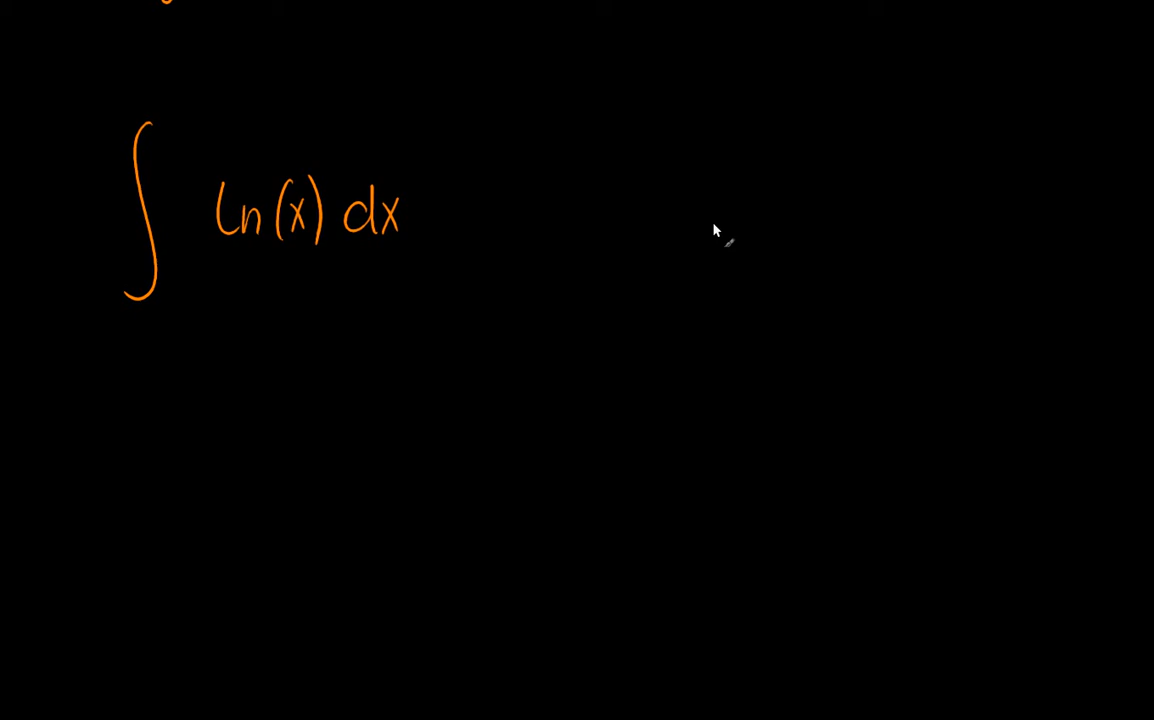 ∫ ln(x) dx